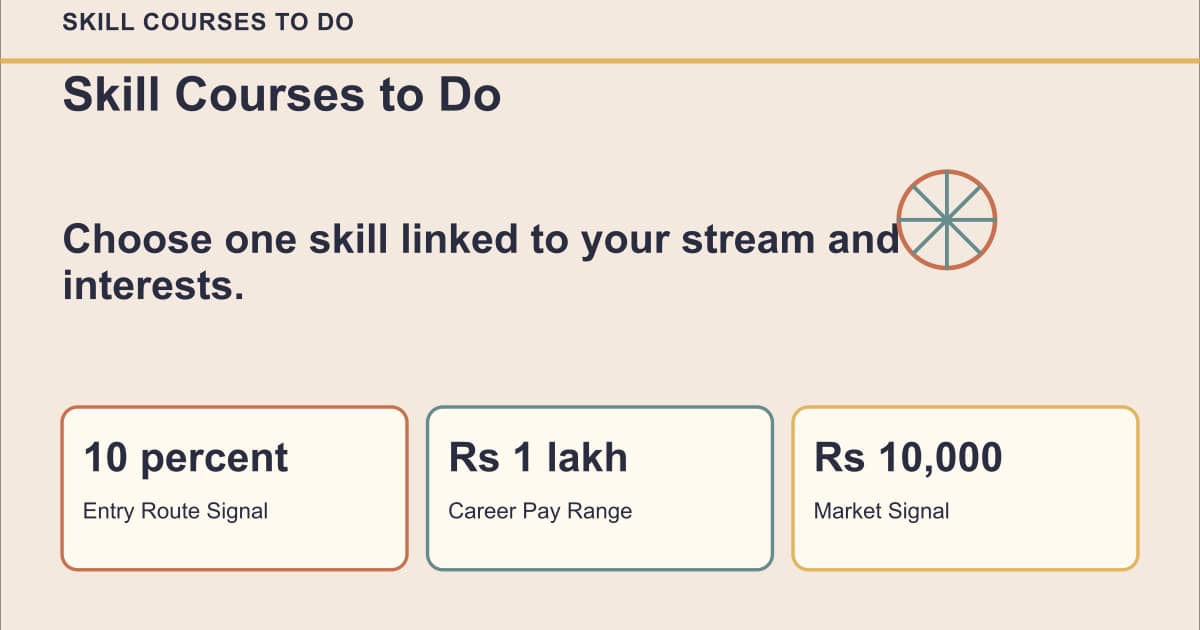 SKILL COURSES TO DO
Skill Courses to Do
Choose one skill linked to your stream and
interests.
10 percent
Entry Route Signal
Rs 1 lakh
Career Pay Range
Rs 10,000
Market Signal